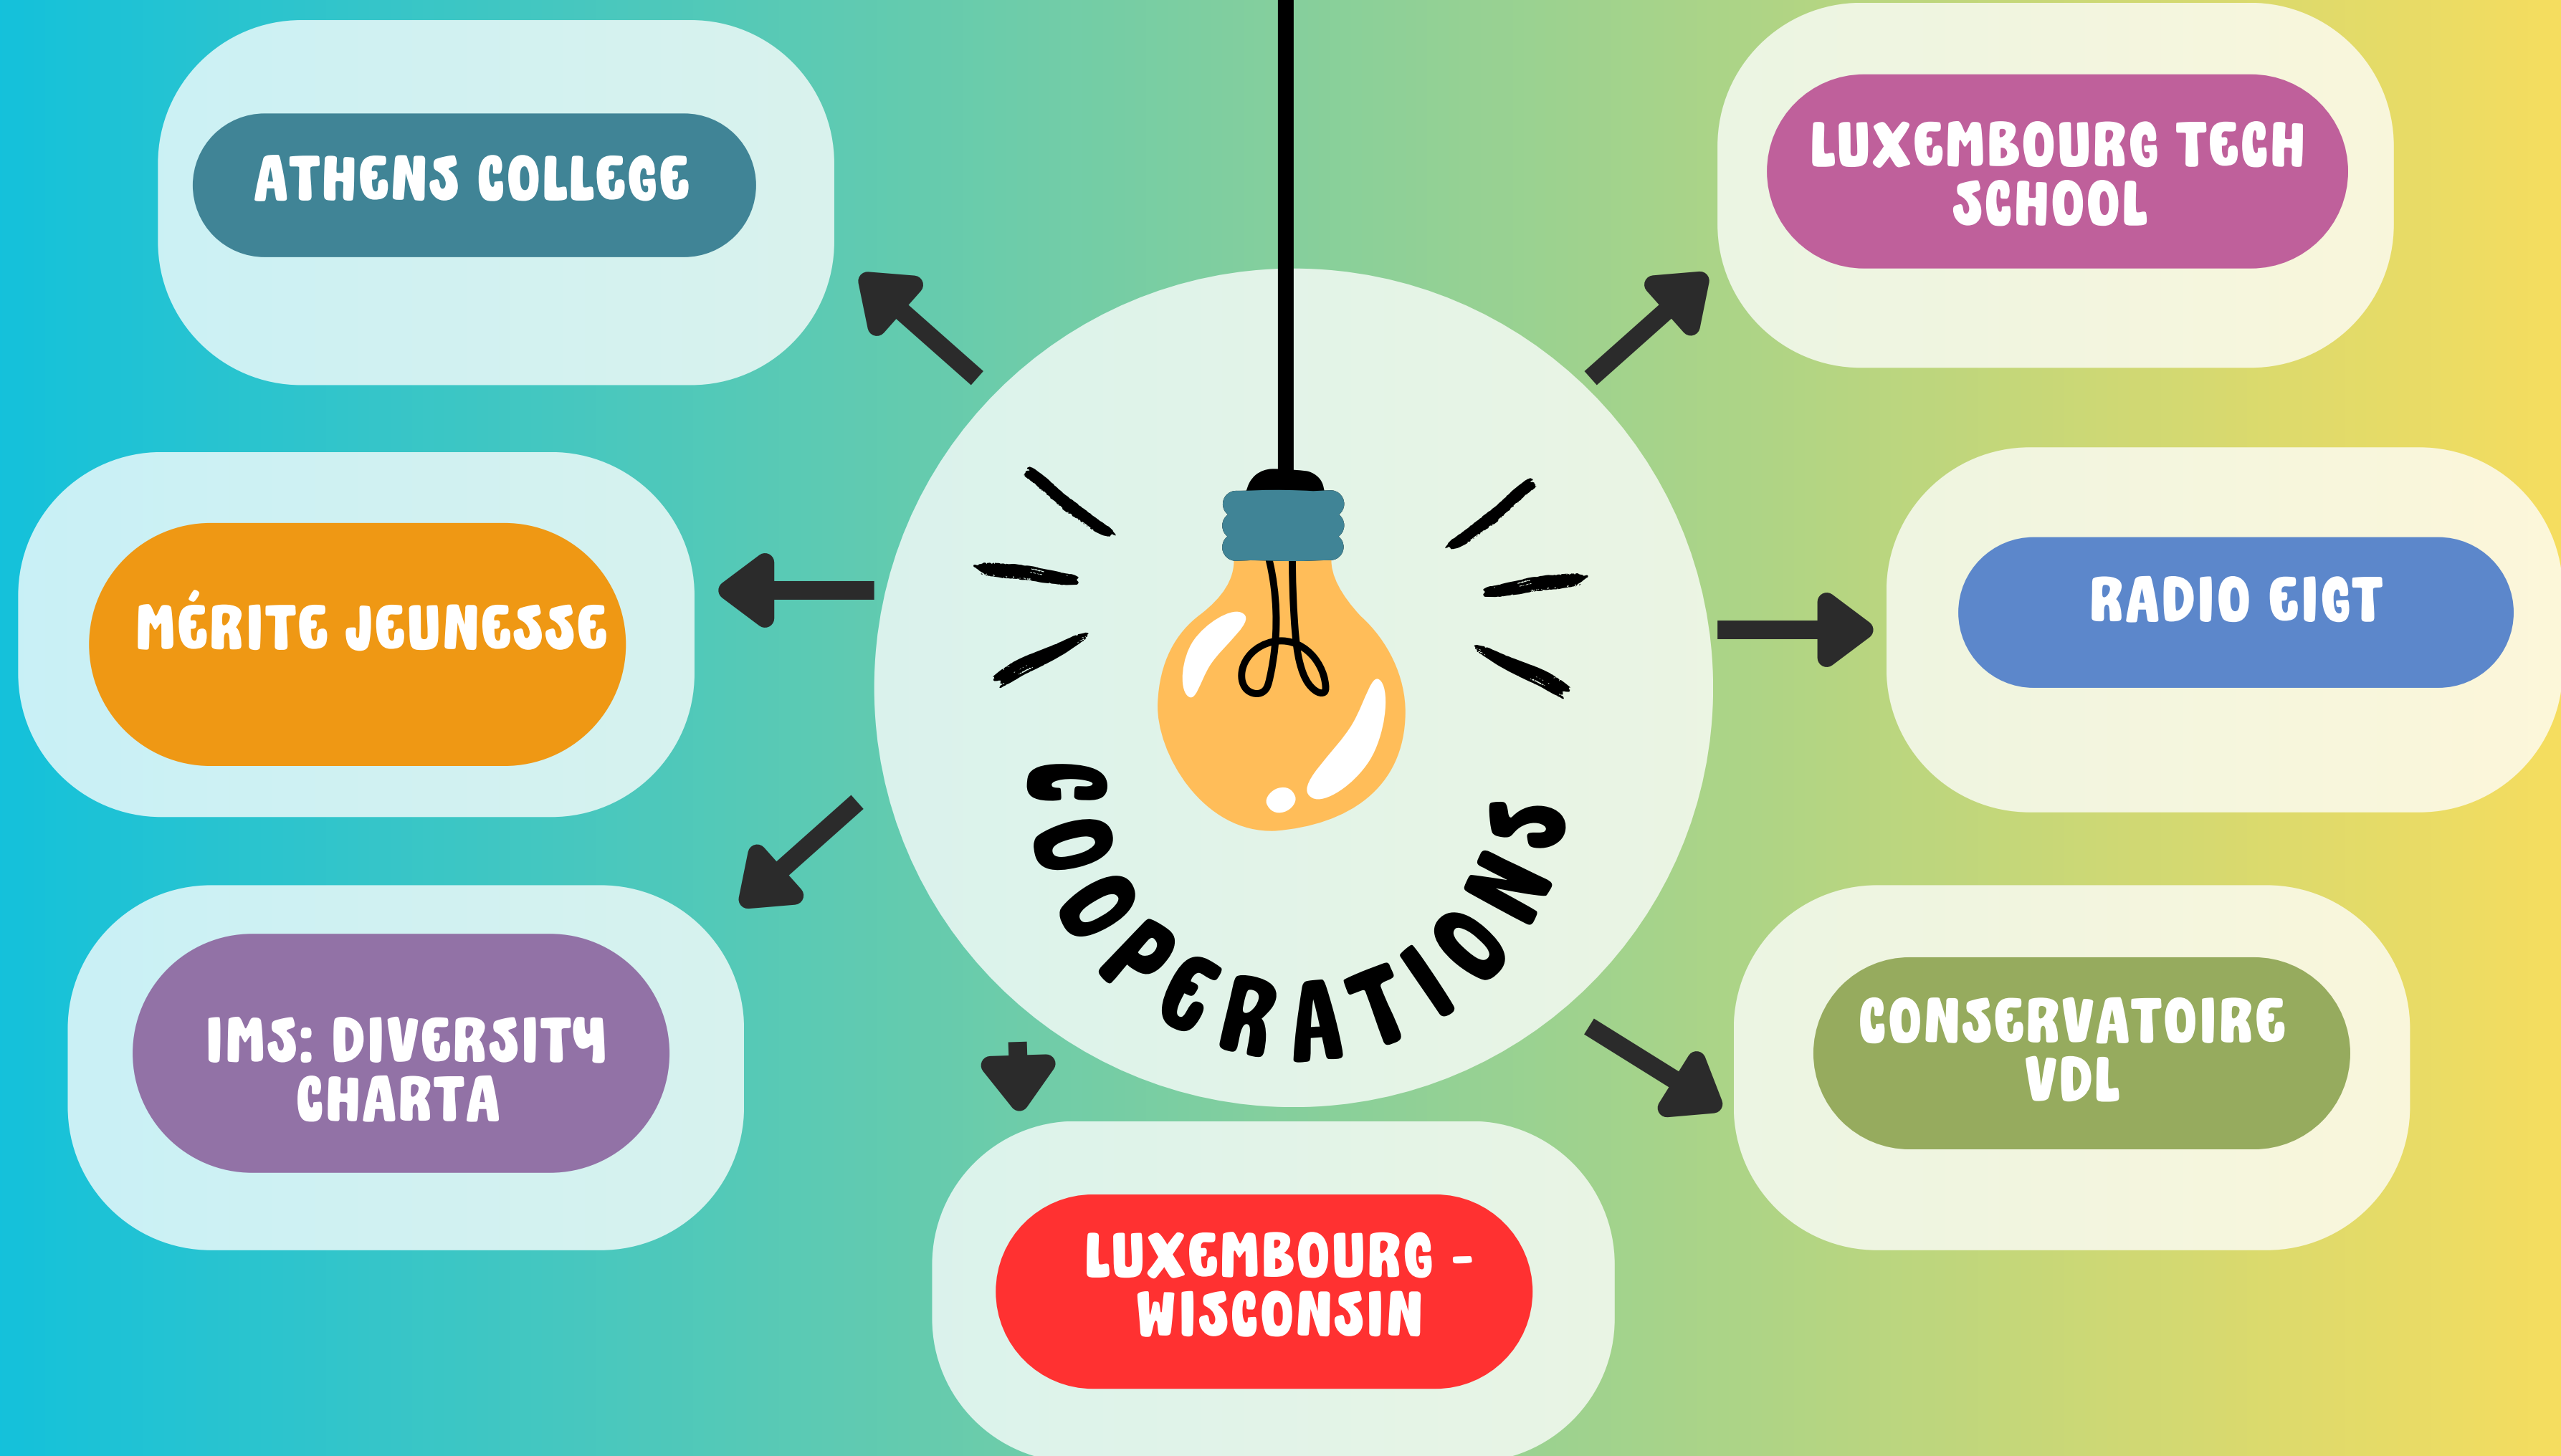 ATHENS COLLEGE
LUXEMBOURG TECH
SCHOOL
MÉRITE JEUNESSE
RADIO EIGT
COOPERATIONS
IMS: DIVERSITY
CHARTA
CONSERVATOIRE
VDL
LUXEMBOURG -
WISCONSIN